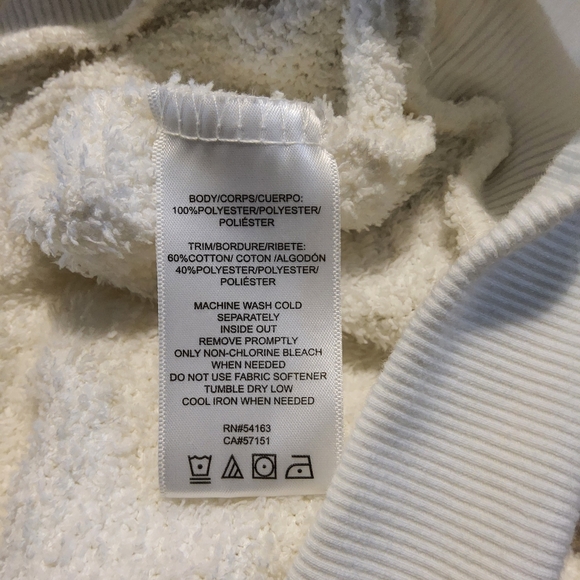 BODY/CORPS/CUERPO:
100%POLYESTER/POLYESTER/
POLIÉSTER
TRIM/BORDURE/RIBETE:
60%COTTON/ COTON /ALGODÓN
40%POLYESTER/POLYESTER/
POLIÉSTER
MACHINE WASH COLD
SEPARATELY
INSIDE OUT
REMOVE PROMPTLY
ONLY NON-CHLORINE BLEACH
WHEN NEEDED
DO NOT USE FABRIC SOFTENER
TUMBLE DRY LOW
COOL IRON WHEN NEEDED
RN#54163
CA#57151